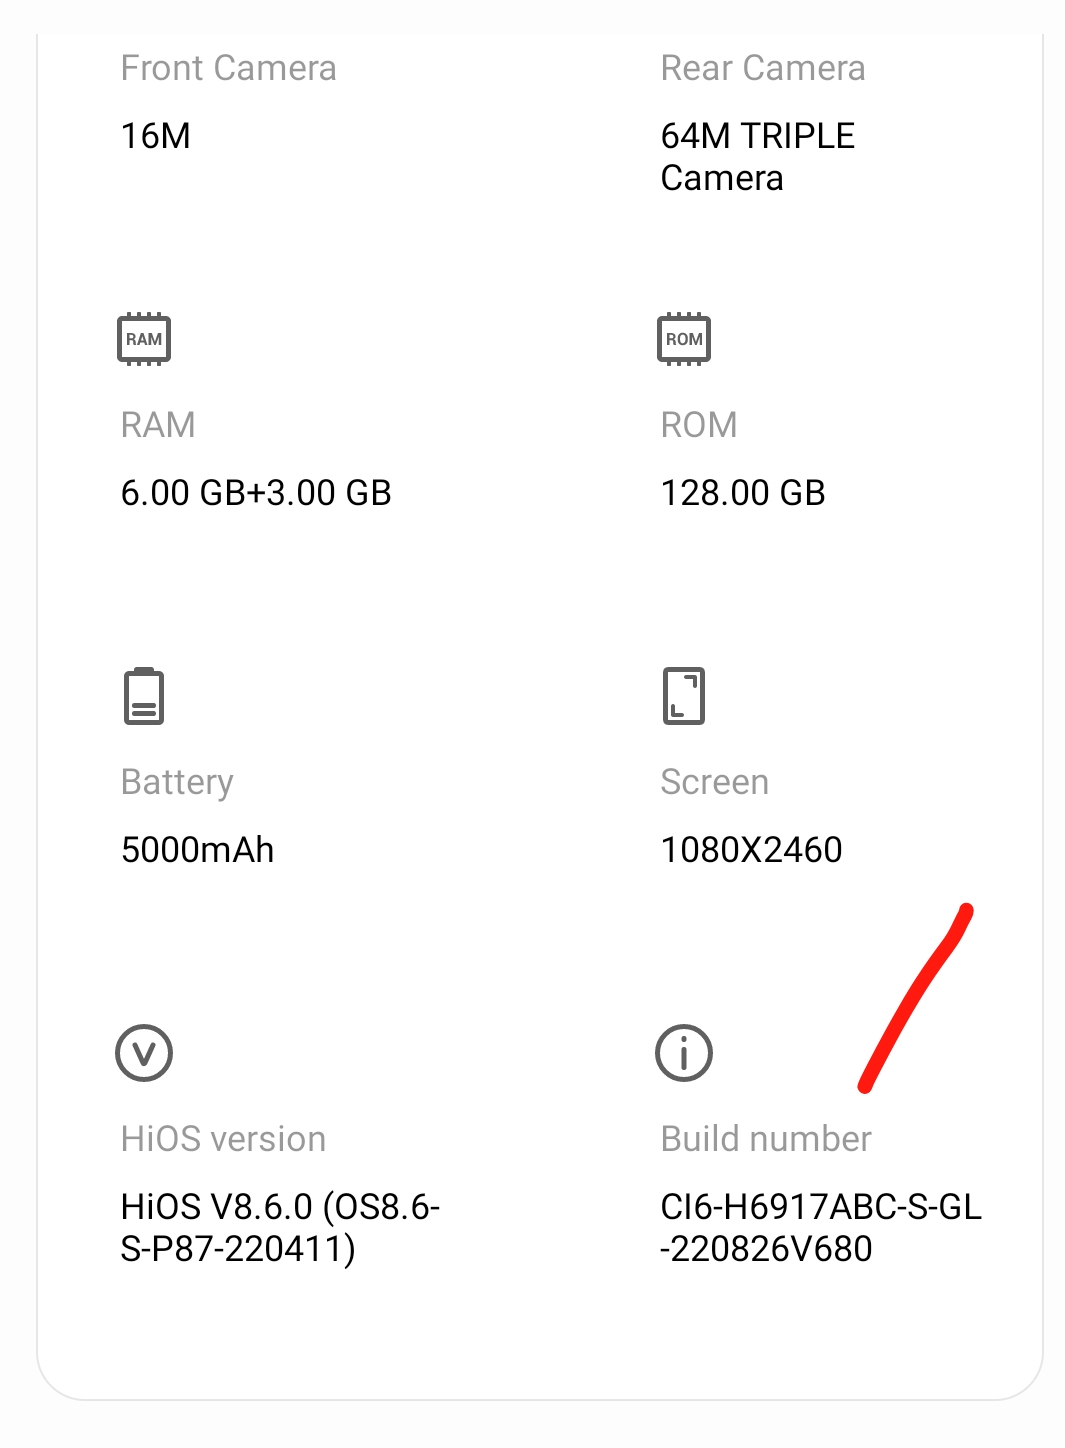 Front Camera
16M
Rear Camera
64M TRIPLE
Camera
RAM
RAM
6.00 GB+3.00 GB
ROM
ROM
128.00 GB
Battery
5000mAh
Screen
1080X2460
HiOS version
HiOS V8.6.0 (OS8.6-
S-P87-220411)
Build number
CI6-H6917ABC-S-GL
-220826V680